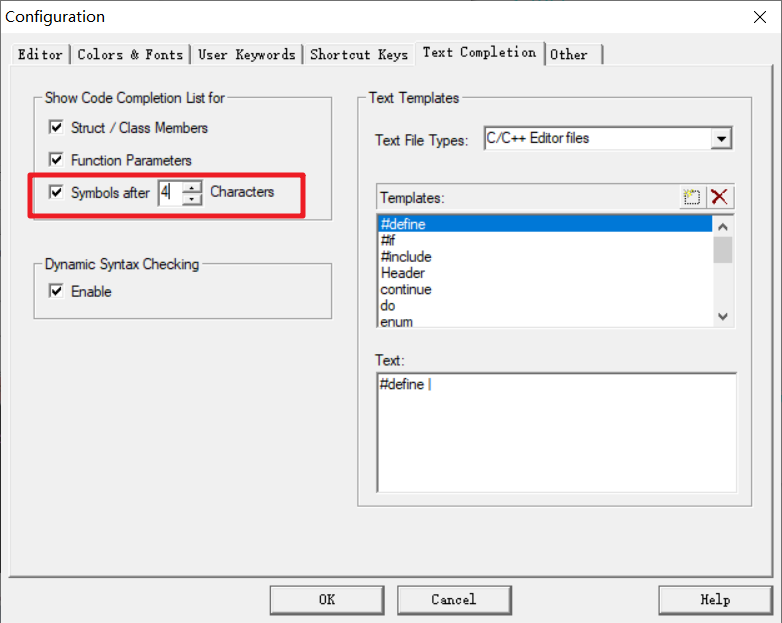 Configuration
Editor Colors & Fonts User Keywords Shortcut Keys Text Completion Other
Show Code Completion List for
Struct / Class Members
Function Parameters
Symbols after 4 Characters
Dynamic Syntax Checking
Enable
Text Templates
Text File Types: C/C++ Editor files
Templates:
#define
#if
#include
Header
continue
do
enum
Text:
#define |
OK Cancel Help